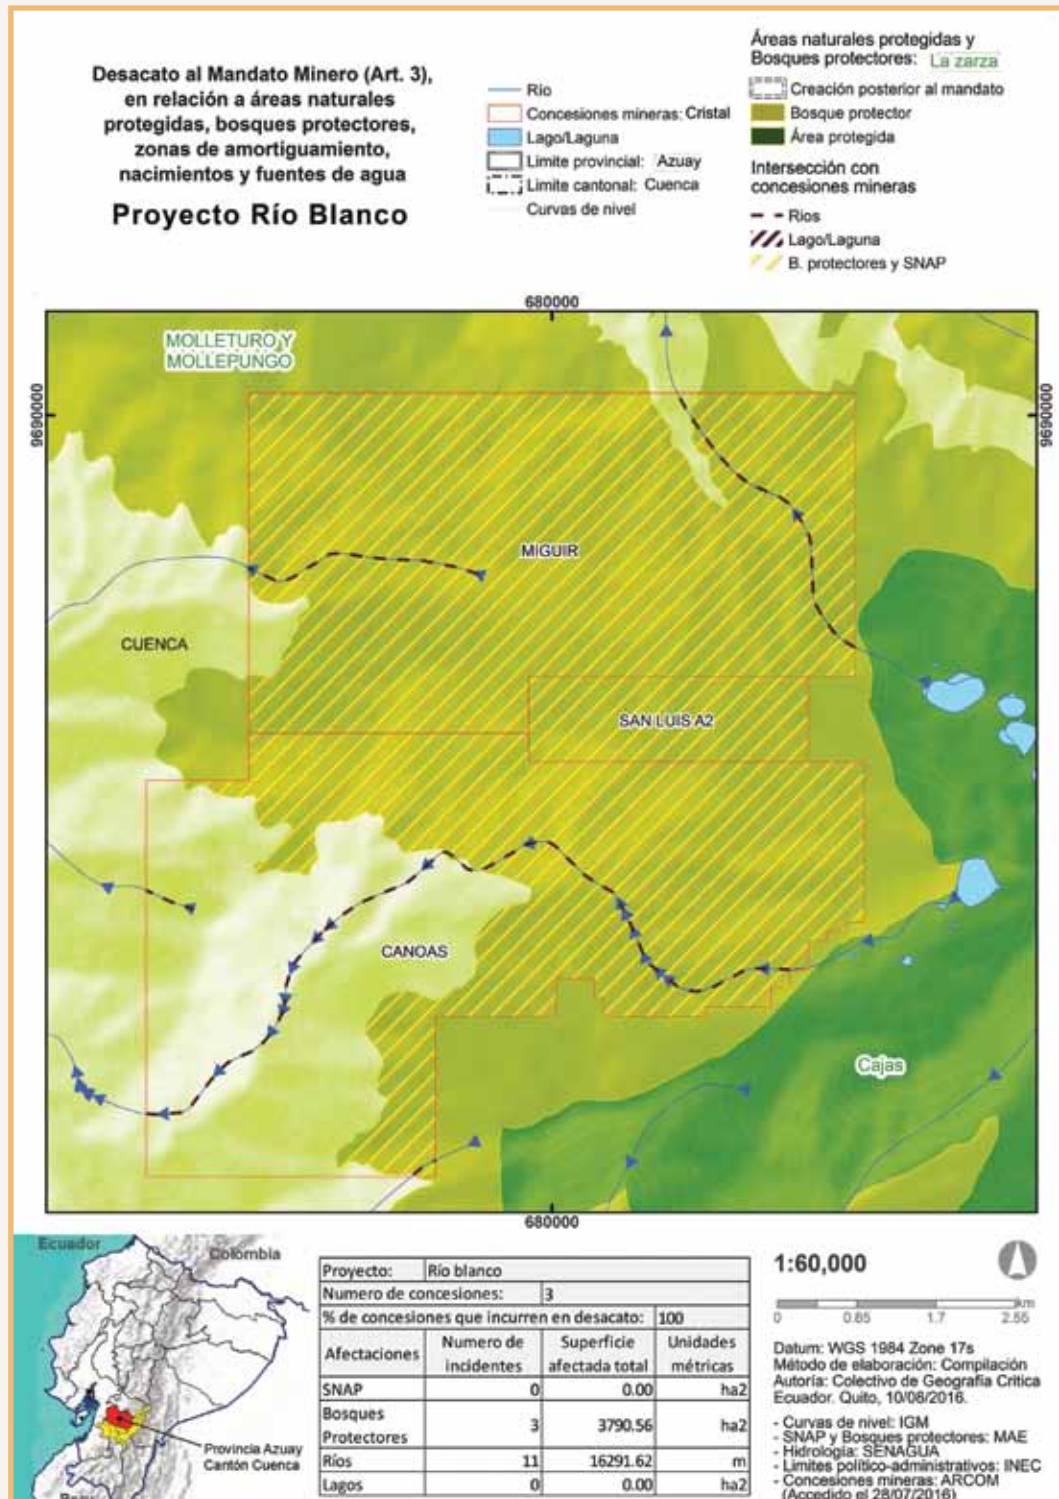 Desacato al Mandato Minero (Art. 3),
en relación a áreas naturales
protegidas, bosques protectores,
zonas de amortiguamiento,
nacimientos y fuentes de agua
Proyecto Río Blanco
Río
Concesiones mineras: Cristal
Lago/Laguna
Limite provincial: Azuay
Limite cantonal: Cuenca
Curvas de nivel
Áreas naturales protegidas y
Bosques protectores: La zarza
Creación posterior al mandato
Bosque protector
Área protegida
Intersección con
concesiones mineras
Rios
Lago/Laguna
B. protectores y SNAP
680000
9690000
9690000
MOLLETURO Y
MOLLEPUNGO
MIGUIR
CUENCA
SAN LUIS A2
CANOAS
Cajas
680000
Ecuador
Colombia
Provincia Azuay
Cantón Cuenca
Proyecto: Río blanco
Numero de concesiones: 3
% de concesiones que incurren en desacato: 100
Afectaciones Numero de incidentes Superficie afectada total Unidades métricas
SNAP 0 0.00 ha2
Bosques Protectores 3 3790.56 ha2
Ríos 11 16291.62 m
Lagos 0 0.00 ha2
1:60,000
km
0 0.85 1.7 2.55
Datum: WGS 1984 Zone 17s
Método de elaboración: Compilación
Autoría: Colectivo de Geografía Crítica
Ecuador. Quito, 10/08/2016.
- Curvas de nivel: IGM
- SNAP y Bosques protectores: MAE
- Hidrología: SENAGUA
- Limites político-administrativos: INEC
- Concesiones mineras: ARCOM
(Accedido el 28/07/2016)